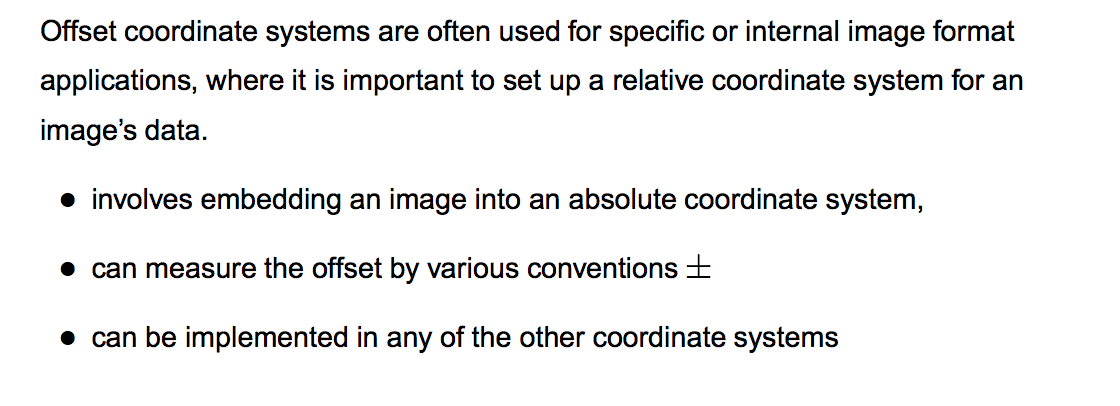 Offset coordinate systems are often used for specific or internal image format
applications, where it is important to set up a relative coordinate system for an
image’s data.
● involves embedding an image into an absolute coordinate system,
● can measure the offset by various conventions ±
● can be implemented in any of the other coordinate systems